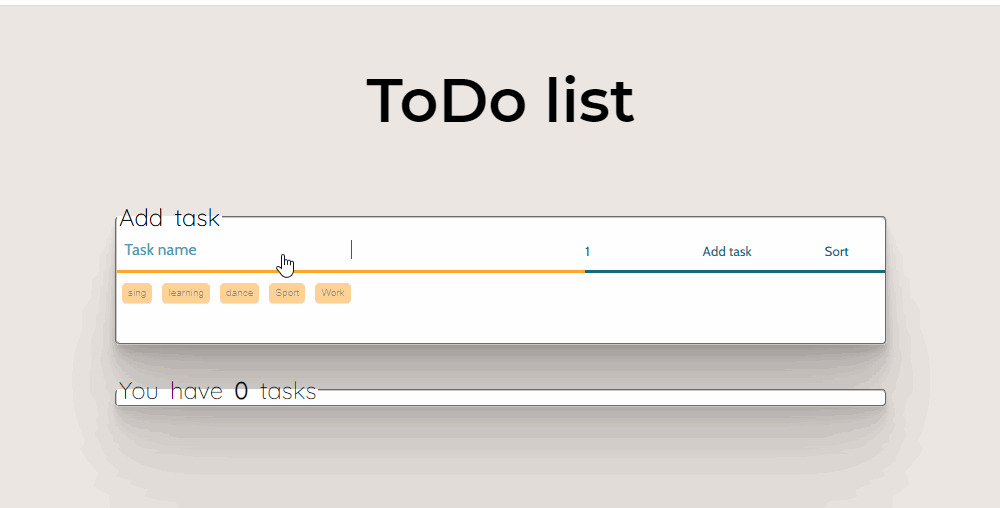 ToDo list
Add task
Task name 1 Add task Sort
sing learning dance Sport Work
You have 0 tasks